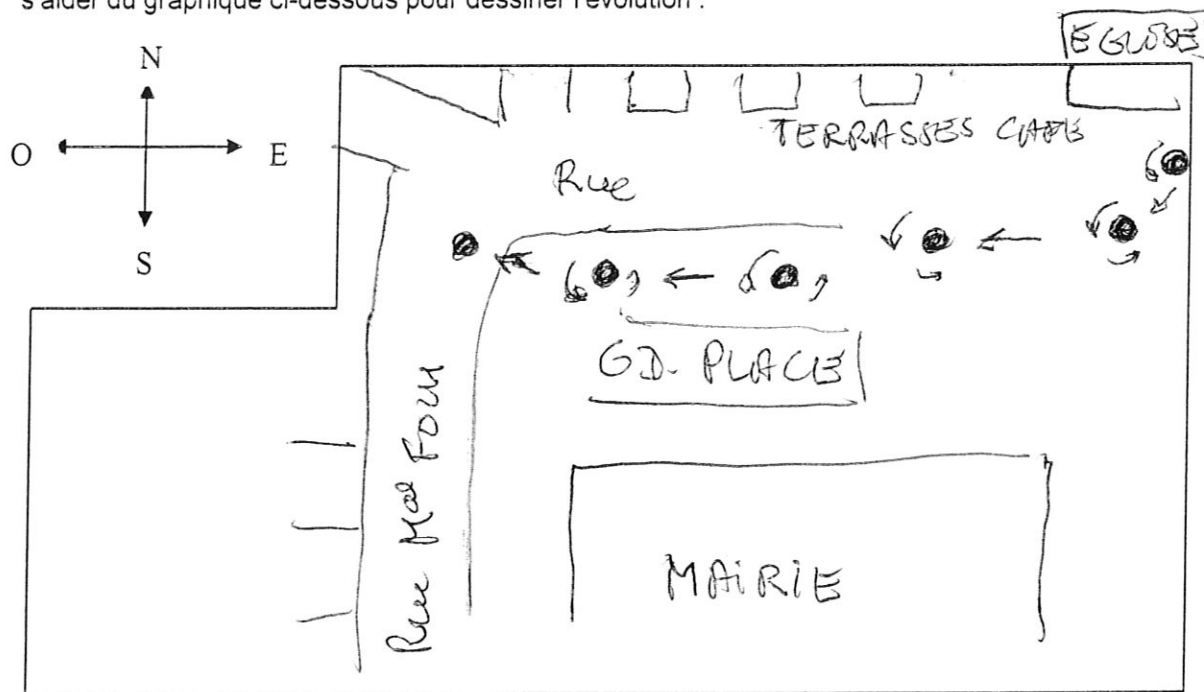 s'aider du graphique ci-dessous pour dessiner l'évolution :
N
EGLISE
O
E
TERRASSES CAFE
Rue
S
GD. PLACE
Rue Mal Foch
MAIRIE